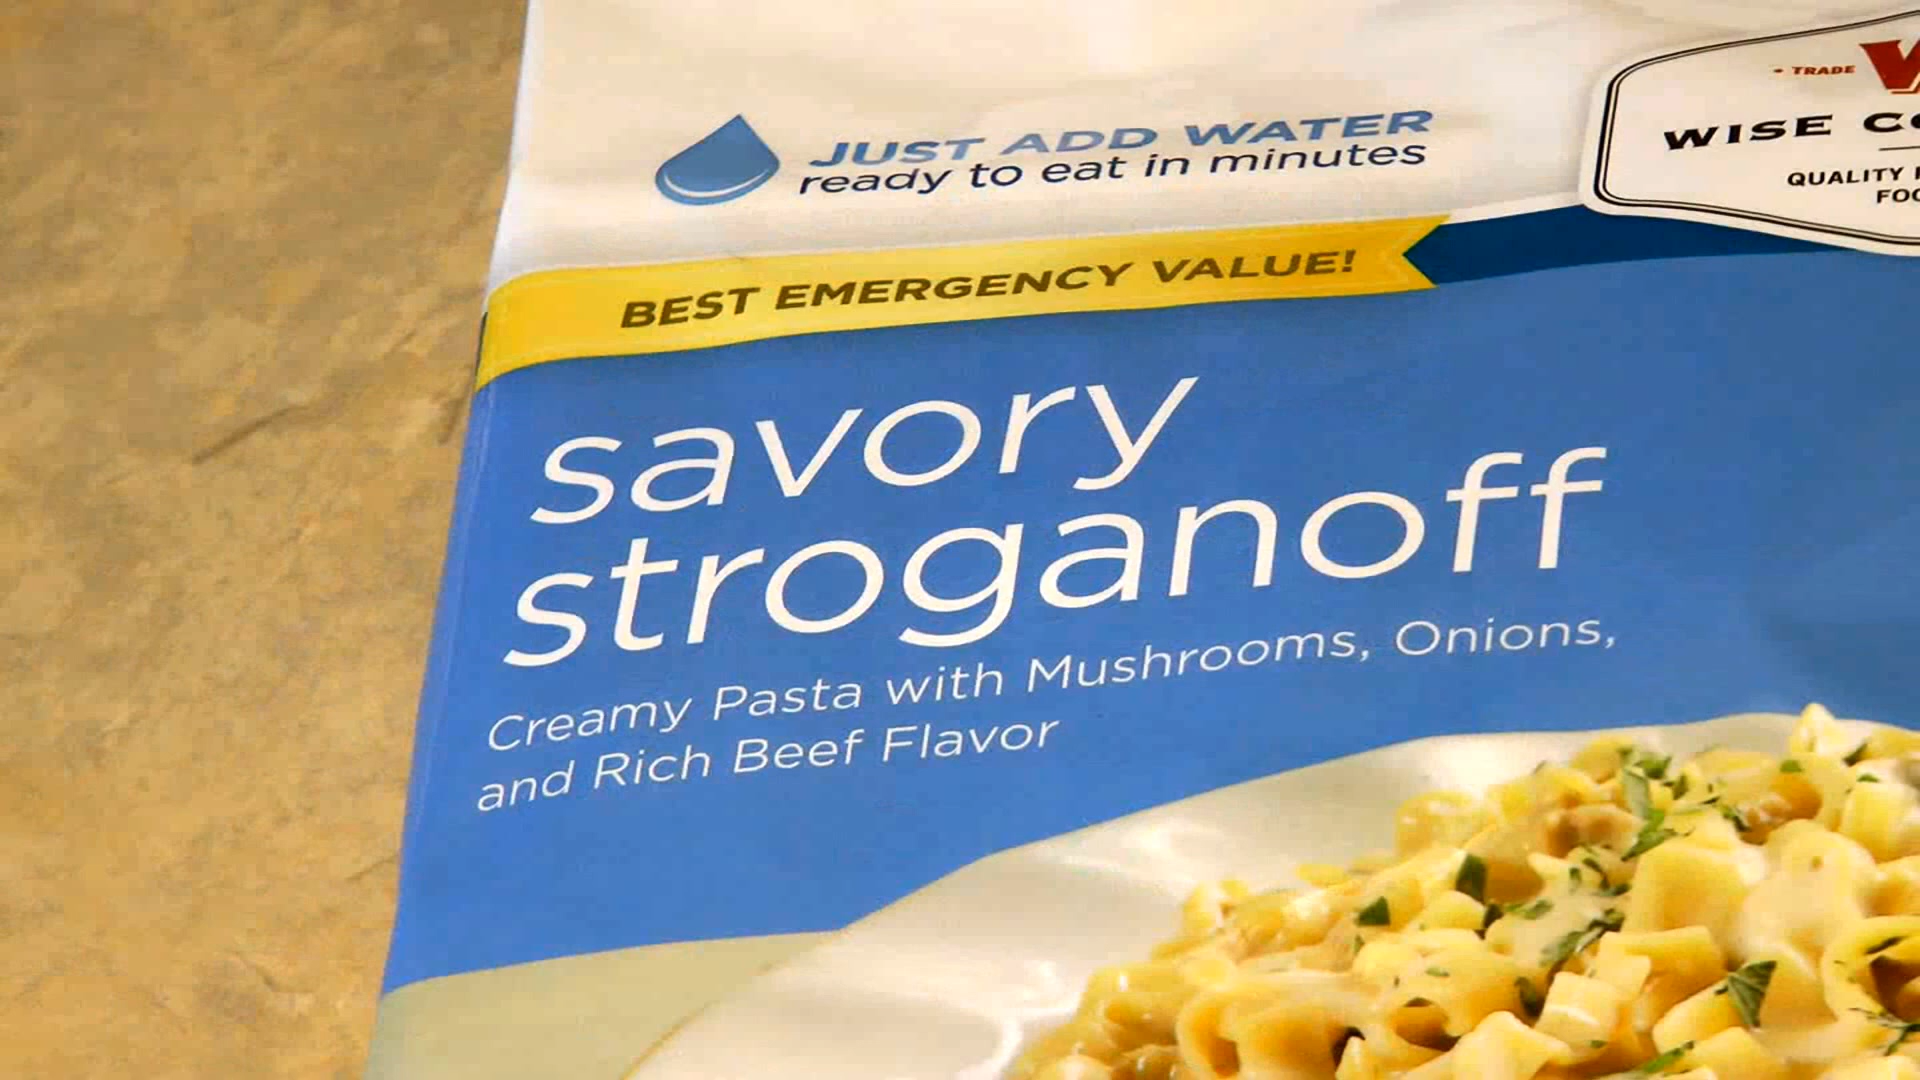 JUST ADD WATER
ready to eat in minutes
TRADE
WISE
QUALITY
BEST EMERGENCY VALUE!
savory
stroganoff
Creamy Pasta with Mushrooms, Onions,
and Rich Beef Flavor